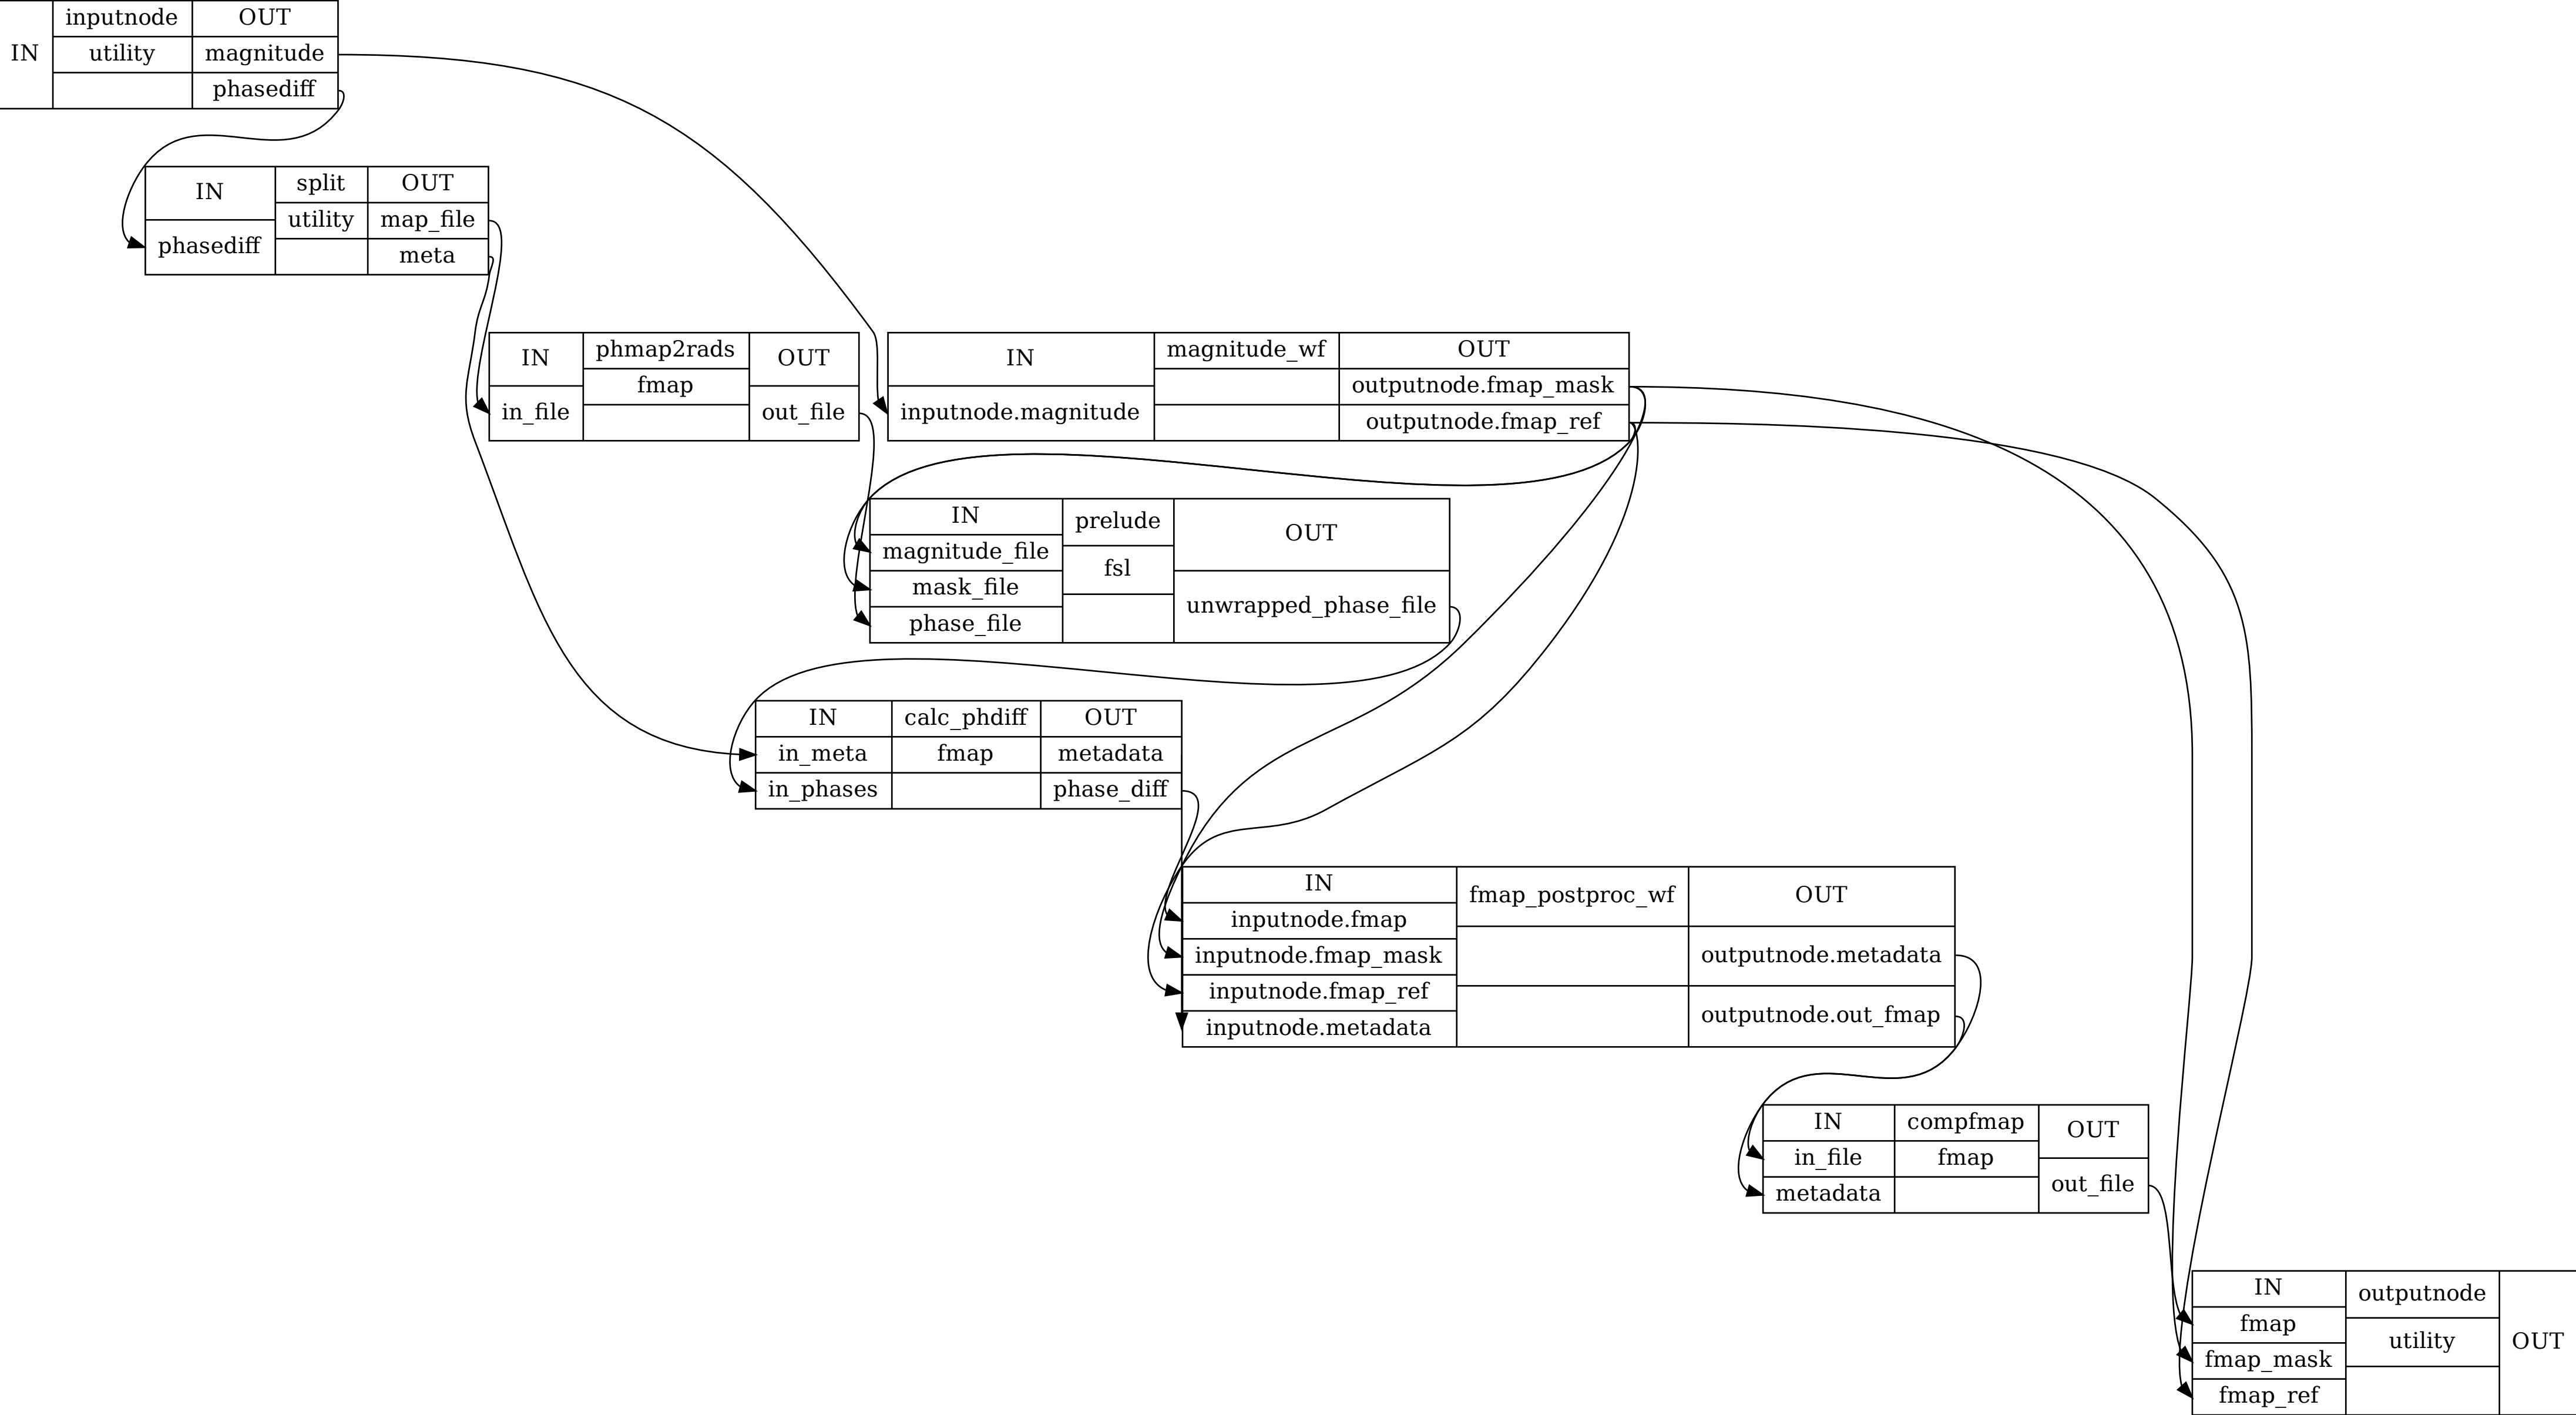 IN
inputnode
utility
OUT
magnitude
phasediff
IN
phasediff
split
utility
OUT
map_file
meta
IN
in_file
phmap2rads
fmap
OUT
out_file
IN
inputnode.magnitude
magnitude_wf
OUT
outputnode.fmap_mask
outputnode.fmap_ref
IN
magnitude_file
mask_file
phase_file
prelude
fsl
OUT
unwrapped_phase_file
IN
in_meta
in_phases
calc_phdiff
fmap
OUT
metadata
phase_diff
IN
inputnode.fmap
inputnode.fmap_mask
inputnode.fmap_ref
inputnode.metadata
fmap_postproc_wf
OUT
outputnode.metadata
outputnode.out_fmap
IN
in_file
metadata
compfmap
fmap
OUT
out_file
IN
fmap
fmap_mask
fmap_ref
outputnode
utility
OUT